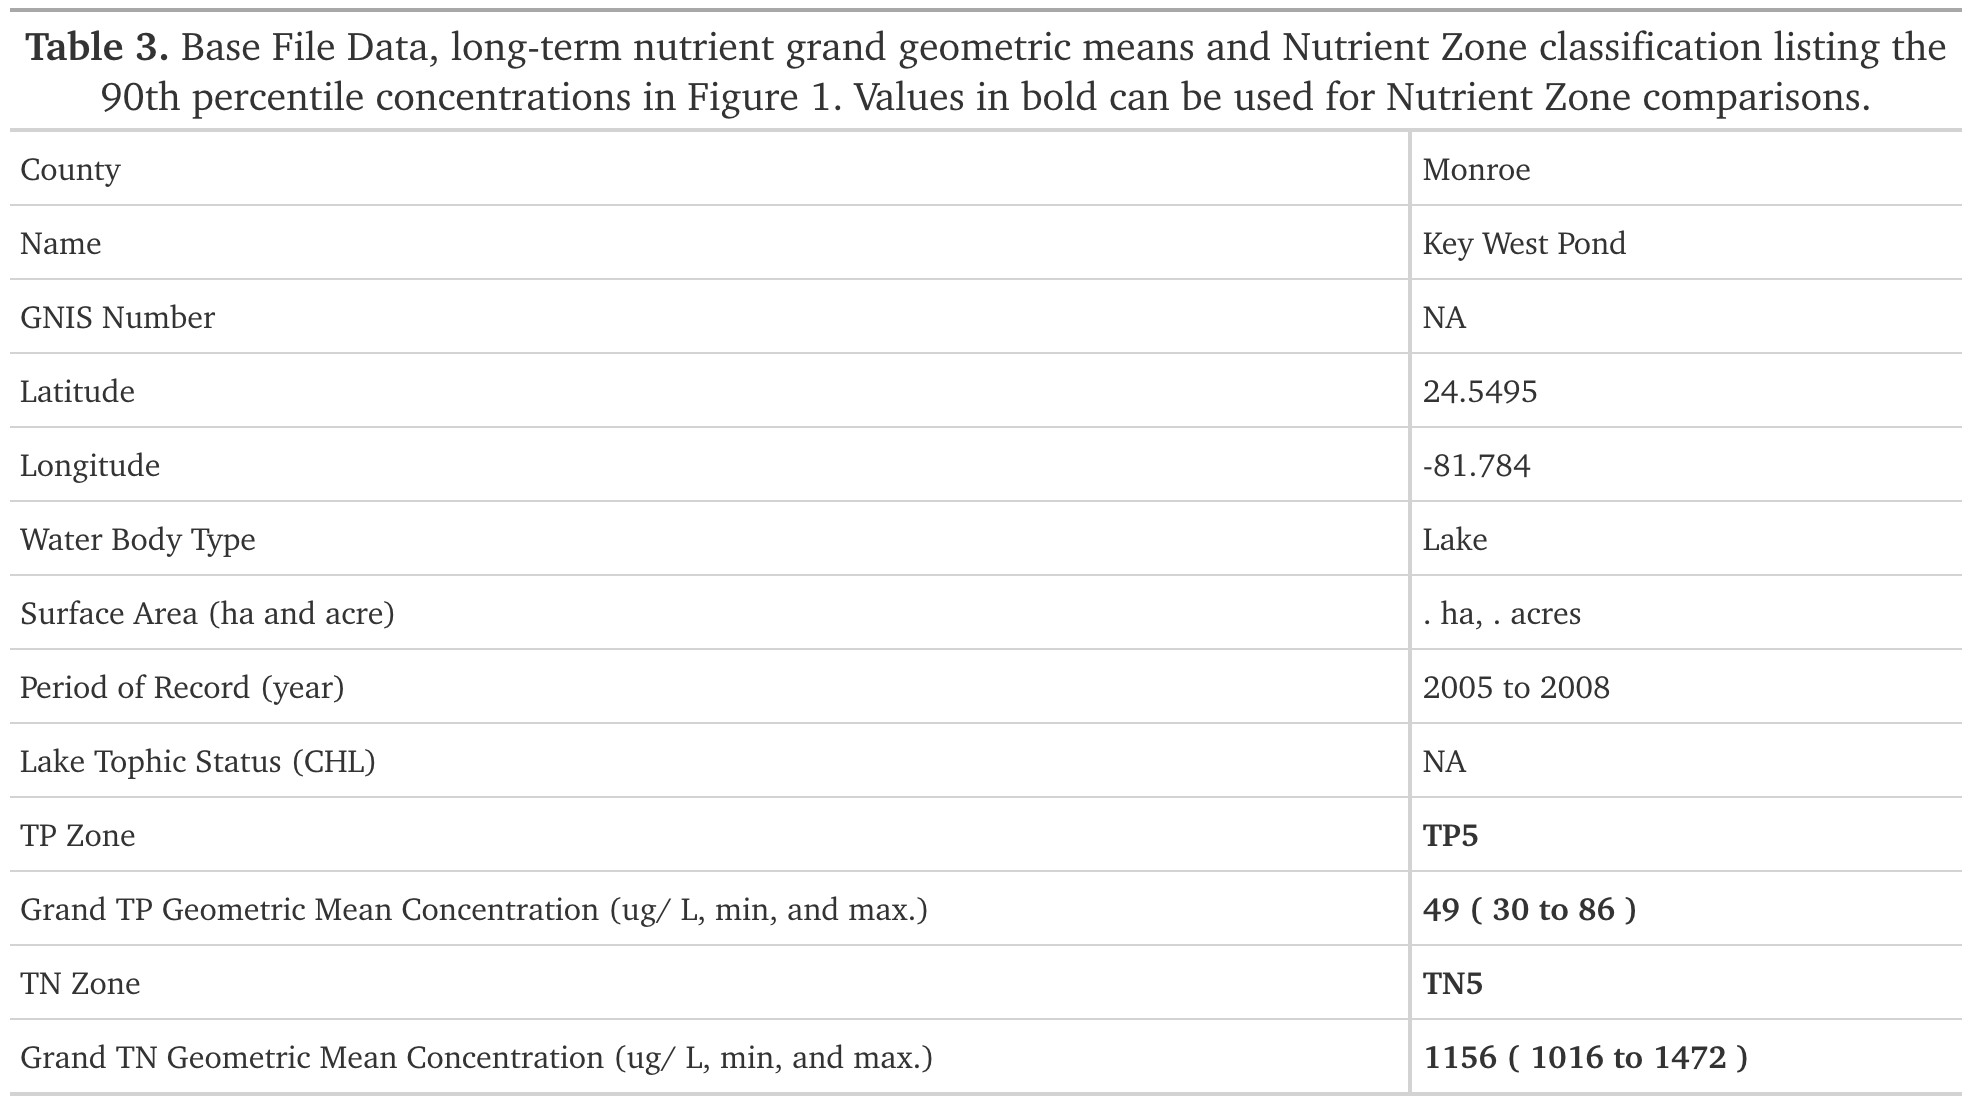 Table 3. Base File Data, long-term nutrient grand geometric means and Nutrient Zone classification listing the
90th percentile concentrations in Figure 1. Values in bold can be used for Nutrient Zone comparisons.
County Monroe
Name Key West Pond
GNIS Number NA
Latitude 24.5495
Longitude -81.784
Water Body Type Lake
Surface Area (ha and acre) . ha, . acres
Period of Record (year) 2005 to 2008
Lake Tophic Status (CHL) NA
TP Zone TP5
Grand TP Geometric Mean Concentration (ug/ L, min, and max.) 49 ( 30 to 86 )
TN Zone TN5
Grand TN Geometric Mean Concentration (ug/ L, min, and max.) 1156 ( 1016 to 1472 )